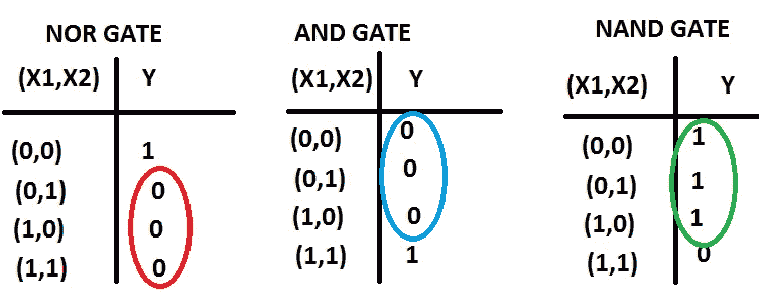 NOR GATE
(X1,X2) Y
(0,0) 1
(0,1) 0
(1,0) 0
(1,1) 0
AND GATE
(X1,X2) Y
(0,0) 0
(0,1) 0
(1,0) 0
(1,1) 1
NAND GATE
(X1,X2) Y
(0,0) 1
(0,1) 1
(1,0) 1
(1,1) 0